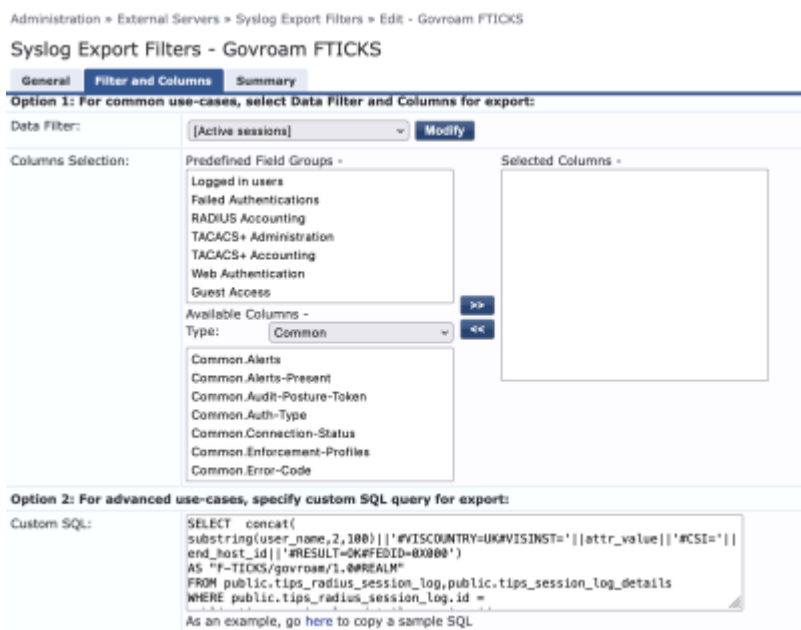 Administration » External Servers » Syslog Export Filters » Edit - Govroam FTICKS
Syslog Export Filters - Govroam FTICKS
General Filter and Columns Summary
Option 1: For common use-cases, select Data Filter and Columns for export:
Data Filter: [Active sessions] Modify
Columns Selection: Predefined Field Groups - Selected Columns -
Logged in users
Failed Authentications
RADIUS Accounting
TACACS+ Administration
TACACS+ Accounting
Web Authentication
Guest Access
>>
Available Columns -
Type: Common <<
Common.Alerts
Common.Alerts-Present
Common.Audit-Posture-Token
Common.Auth-Type
Common.Connection-Status
Common.Enforcement-Profiles
Common.Error-Code
Option 2: For advanced use-cases, specify custom SQL query for export:
Custom SQL: SELECT concat(
substring(user_name,2,100)||'#VISCOUNTRY=UK#VISINST='||attr_value||'#CSI='||
end_host_id||'#RESULT=OK#FEDID=0X000')
AS "F-TICKS/govroam/1.0#REALM"
FROM public.tips_radius_session_log,public.tips_session_log_details
WHERE public.tips_radius_session_log.id =
As an example, go here to copy a sample SQL